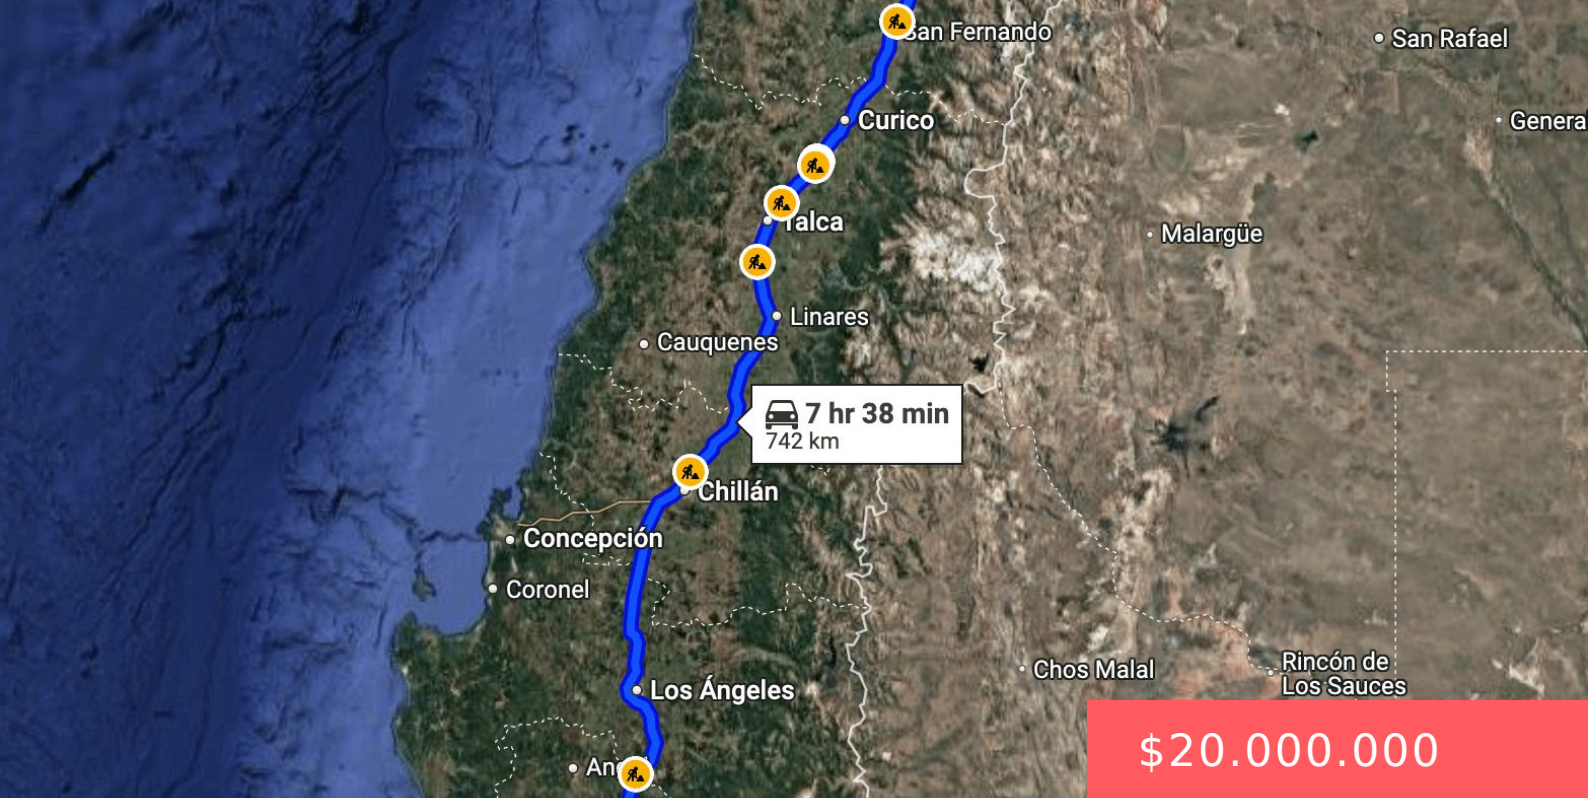 San Fernando
San Rafael
Curico
Genera
Talca
Malargüe
Linares
Cauquenes
7 hr 38 min
742 km
Chillán
Concepción
Coronel
Chos Malal
Rincón de
Los Sauces
Los Ángeles
$20.000.000